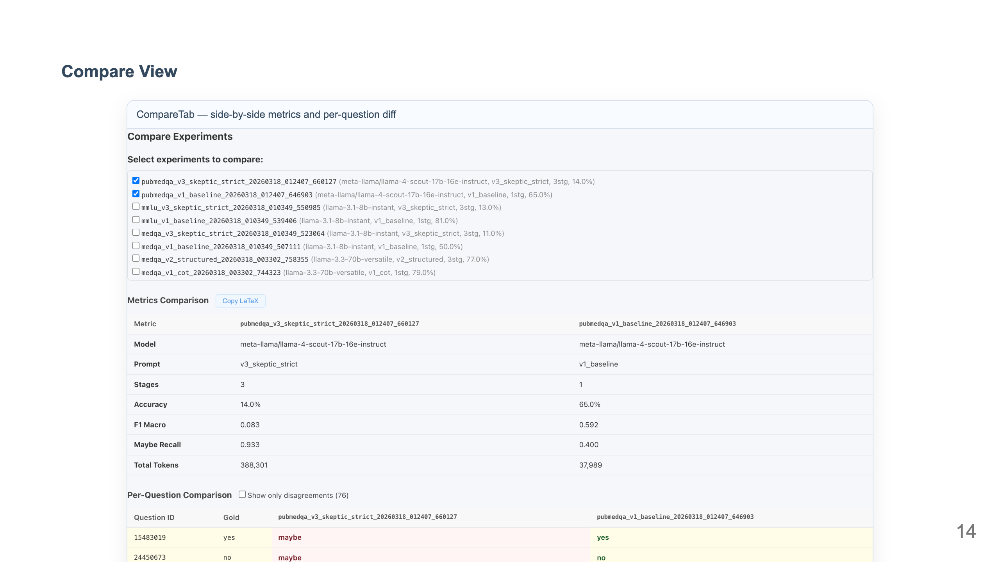 Compare View
CompareTab — side-by-side metrics and per-question diff
Compare Experiments
Select experiments to compare:
pubmedqa_v3_skeptic_strict_20260318_012407_660127 (meta-llama/llama-4-scout-17b-16e-instruct, v3_skeptic_strict, 3stg, 14.0%)
pubmedqa_v1_baseline_20260318_012407_646903 (meta-llama/llama-4-scout-17b-16e-instruct, v1_baseline, 1stg, 65.0%)
mmlu_v3_skeptic_strict_20260318_010349_550985 (llama-3.1-8b-instant, v3_skeptic_strict, 3stg, 13.0%)
mmlu_v1_baseline_20260318_010349_539406 (llama-3.1-8b-instant, v1_baseline, 1stg, 81.0%)
medqa_v3_skeptic_strict_20260318_010349_523064 (llama-3.1-8b-instant, v3_skeptic_strict, 3stg, 11.0%)
medqa_v1_baseline_20260318_010349_507111 (llama-3.1-8b-instant, v1_baseline, 1stg, 50.0%)
medqa_v2_structured_20260318_003302_758355 (llama-3.3-70b-versatile, v2_structured, 3stg, 77.0%)
medqa_v1_cot_20260318_003302_744323 (llama-3.3-70b-versatile, v1_cot, 1stg, 79.0%)
Metrics Comparison Copy LaTeX
Metric pubmedqa_v3_skeptic_strict_20260318_012407_660127 pubmedqa_v1_baseline_20260318_012407_646903
Model meta-llama/llama-4-scout-17b-16e-instruct meta-llama/llama-4-scout-17b-16e-instruct
Prompt v3_skeptic_strict v1_baseline
Stages 3 1
Accuracy 14.0% 65.0%
F1 Macro 0.083 0.592
Maybe Recall 0.933 0.400
Total Tokens 388,301 37,989
Per-Question Comparison Show only disagreements (76)
Question ID Gold pubmedqa_v3_skeptic_strict_20260318_012407_660127 pubmedqa_v1_baseline_20260318_012407_646903
15483019 yes maybe yes
24450673 no maybe no
14